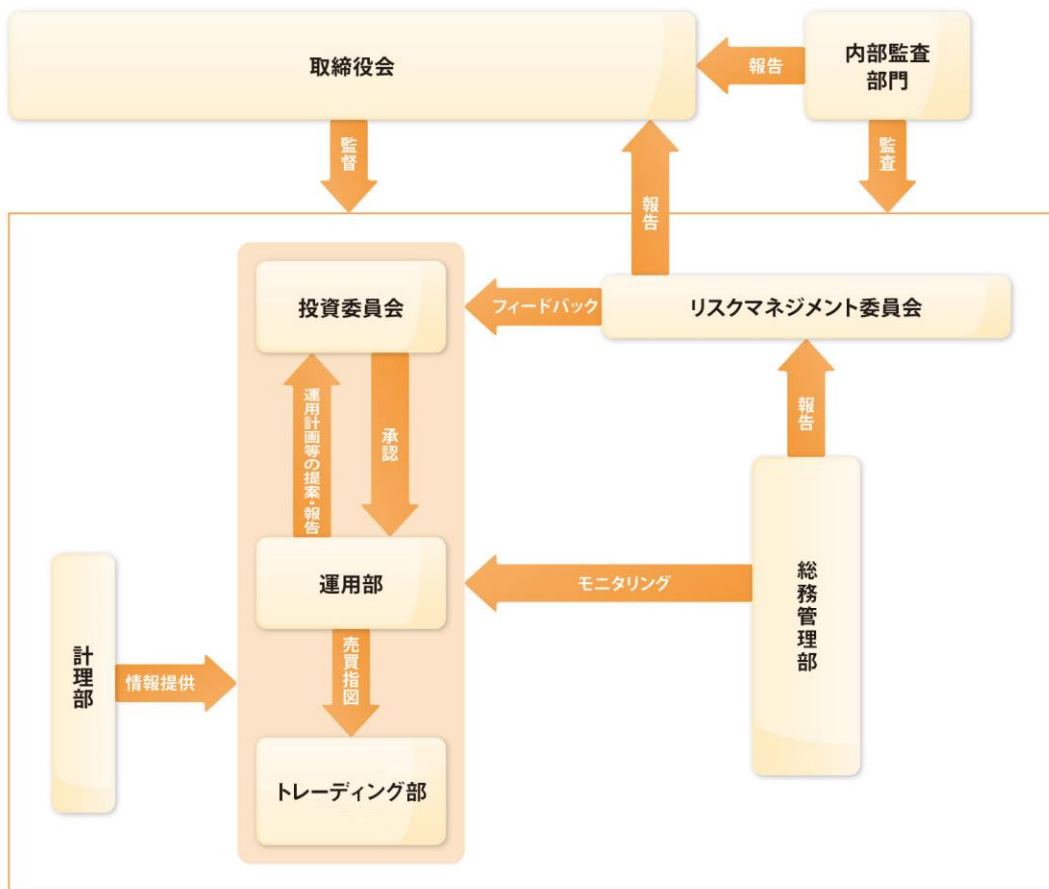 取締役会
報告
内部監査
部門
監督
監査
報告
投資委員会
フィードバック
リスクマネジメント委員会
運用計画等の提案・報告
承認
報告
運用部
モニタリング
総務管理部
売買指図
計理部
情報提供
トレーディング部